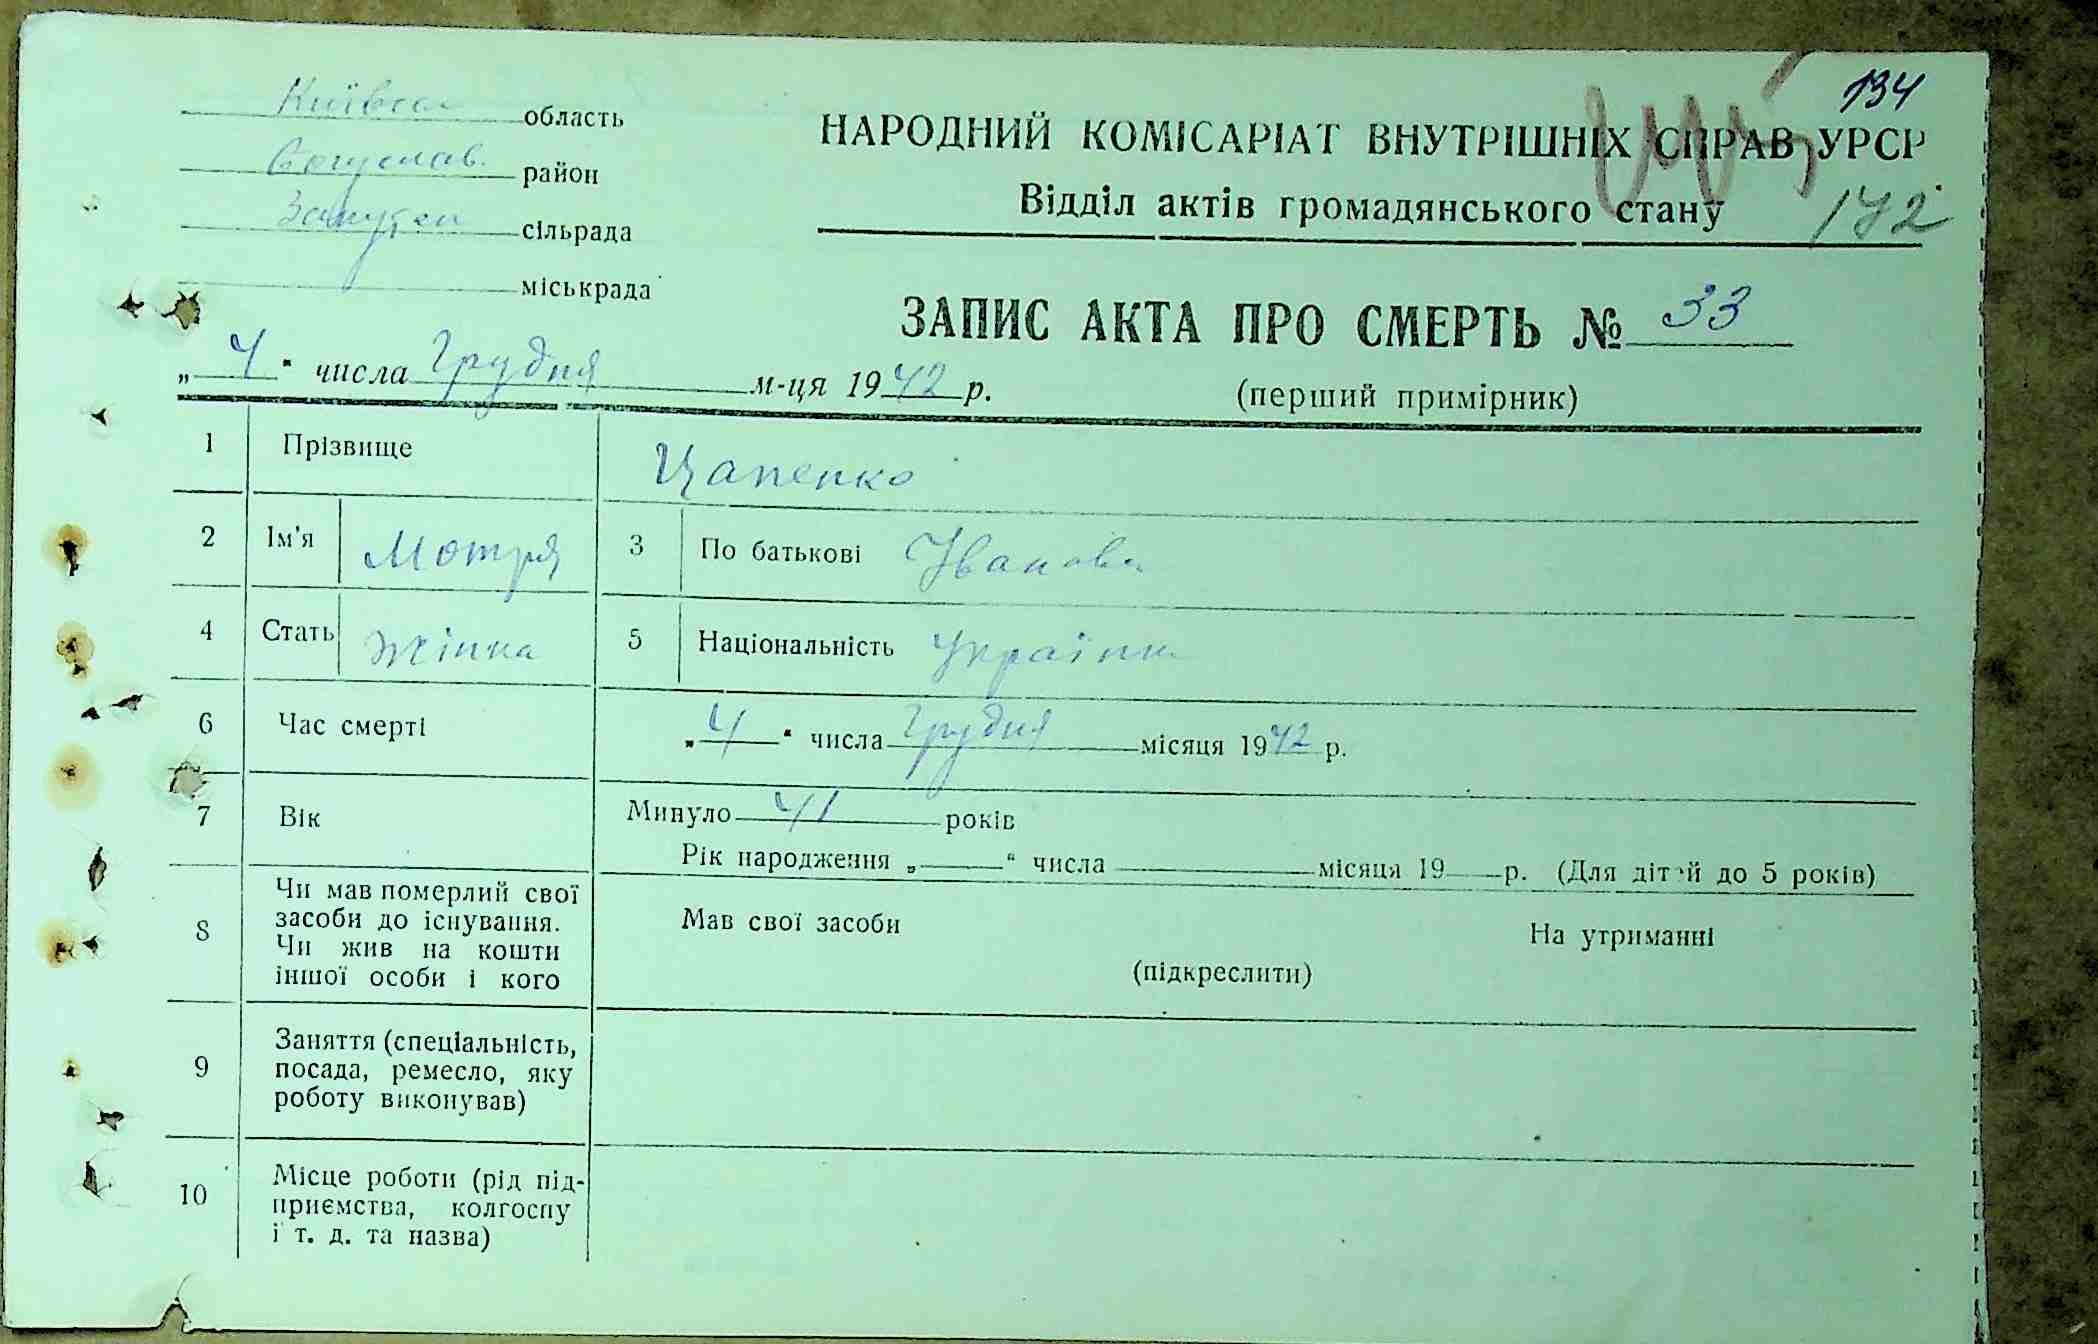 134
Київська область
НАРОДНИЙ КОМІСАРІАТ ВНУТРІШНІХ СПРАВ УРСР
Богуслав. район
Відділ актів громадянського стану
172
сільрада
міськрада
ЗАПИС АКТА ПРО СМЕРТЬ № 33
„ 4 “ числа Грудня м-ця 1942 р.
(перший примірник)
1 Прізвище Цапенко
2 Ім'я Мотря 3 По батькові Іванова
4 Стать жінка 5 Національність Українк
6 Час смерті „ 4 “ числа Грудня місяця 1942 р.
7 Вік Минуло 41 років
Рік народження „ “ числа місяця 19 р. (Для дітей до 5 років)
8 Чи мав померлий свої
засоби до існування.
Чи жив на кошти
іншої особи і кого
Мав свої засоби На утриманні
(підкреслити)
9 Заняття (спеціальність,
посада, ремесло, яку
роботу виконував)
10 Місце роботи (рід під-
приємства, колгоспу
і т. д. та назва)